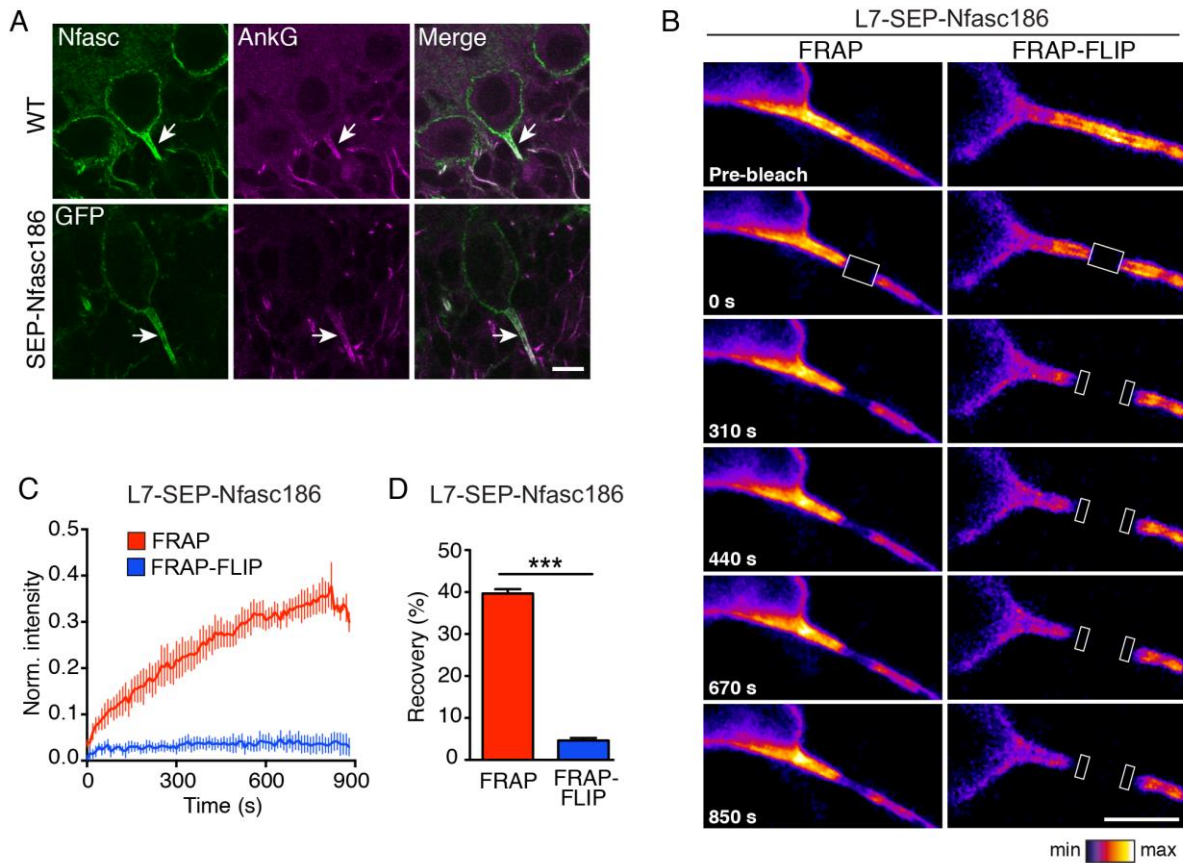 A
Nfasc
AnkG
Merge
WT
GFP
SEP-Nfasc186
B
L7-SEP-Nfasc186
FRAP
FRAP-FLIP
Pre-bleach
0 s
310 s
440 s
670 s
850 s
min
max
C
L7-SEP-Nfasc186
FRAP
FRAP-FLIP
Norm. intensity
0.5
0.4
0.3
0.2
0.1
0.0
0
300
600
900
Time (s)
D
L7-SEP-Nfasc186
***
Recovery (%)
50
40
30
20
10
0
FRAP
FRAP-
FLIP